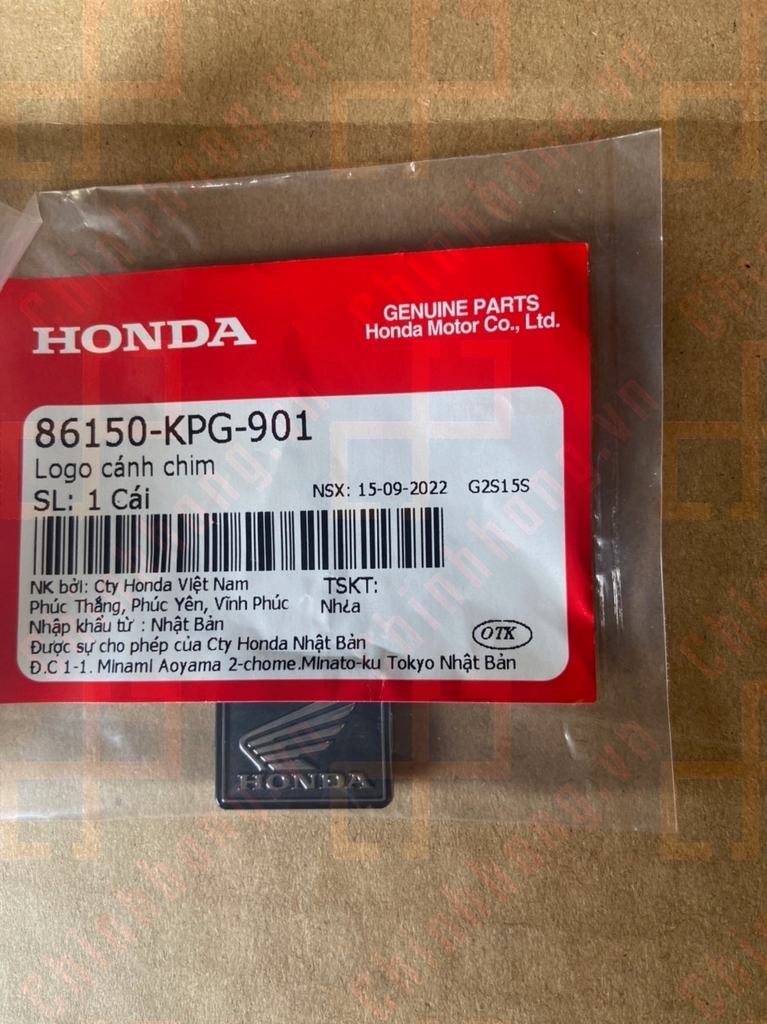 HONDA
GENUINE PARTS
Honda Motor Co., Ltd.
86150-KPG-901
Logo cánh chim
SL: 1 Cái
NSX: 15-09-2022 G2S15S
NK bởi: Cty Honda Việt Nam
TSKT:
Phúc Thắng, Phúc Yên, Vĩnh Phúc
Nhựa
Nhập khẩu từ : Nhật Bản
OTK
Được sự cho phép của Cty Honda Nhật Bản
Đ.C 1-1. Minami Aoyama 2-chome.Minato-ku Tokyo Nhật Bản
HONDA
Chinhhang.vn